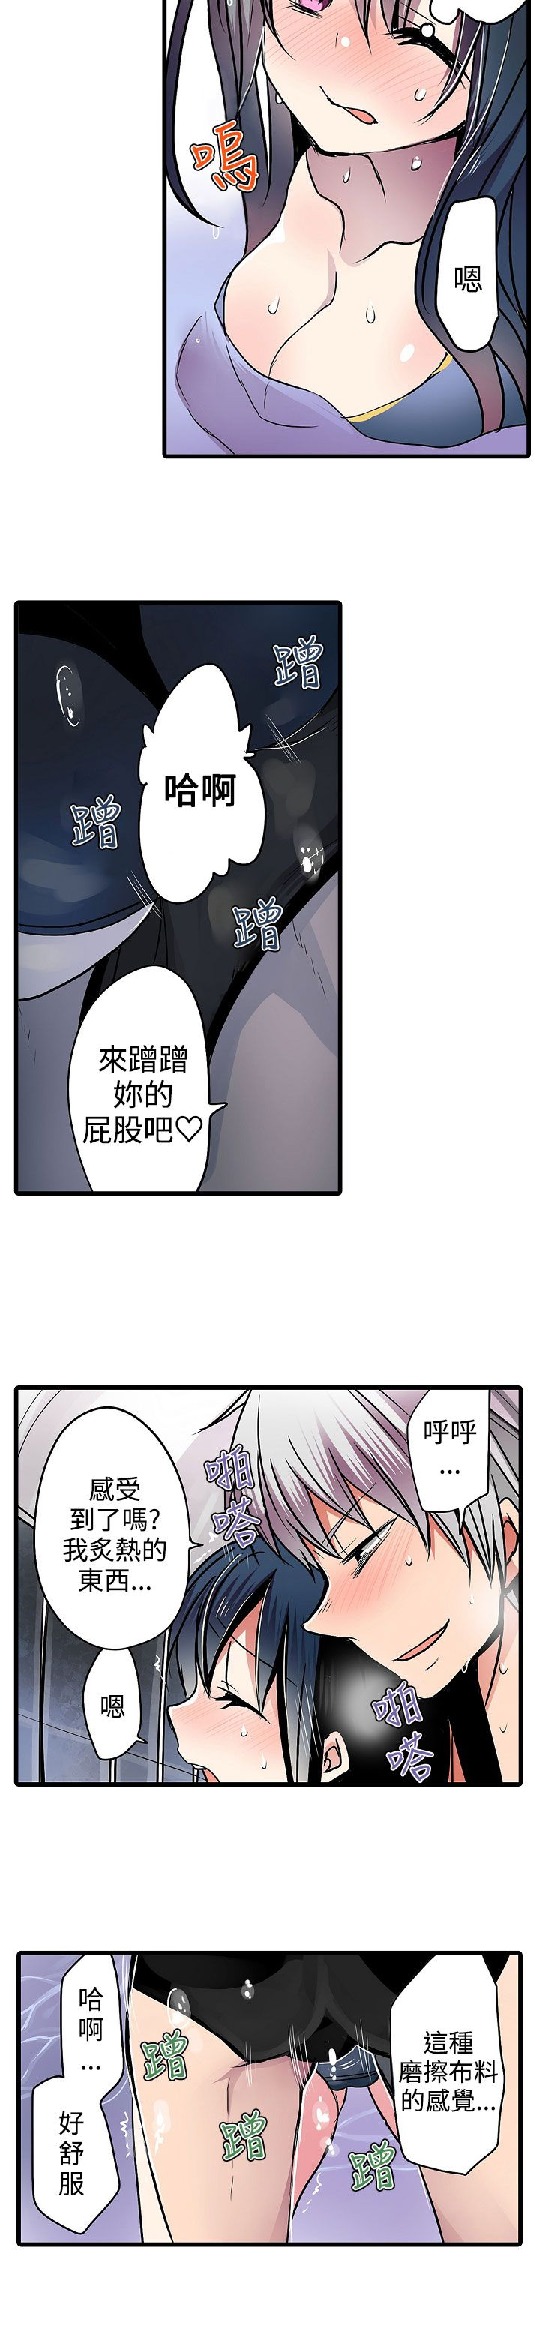 嗚
嗯
蹭
哈啊
蹭
蹭
來蹭蹭
妳的
屁股吧♡
呼呼
...
啪
嗒
感受
到了嗎?
我炙熱的
東西...
嗯
啪
嗒
這種
磨擦布料
的感覺...
哈
啊
...
蹭
蹭
蹭
好
舒
服